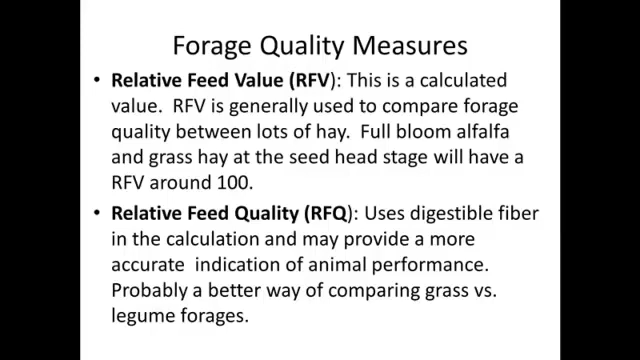 Forage Quality Measures
• Relative Feed Value (RFV): This is a calculated
value.  RFV is generally used to compare forage
quality between lots of hay.  Full bloom alfalfa
and grass hay at the seed head stage will have a
RFV around 100.
• Relative Feed Quality (RFQ): Uses digestible fiber
in the calculation and may provide a more
accurate  indication of animal performance.
Probably a better way of comparing grass vs.
legume forages.